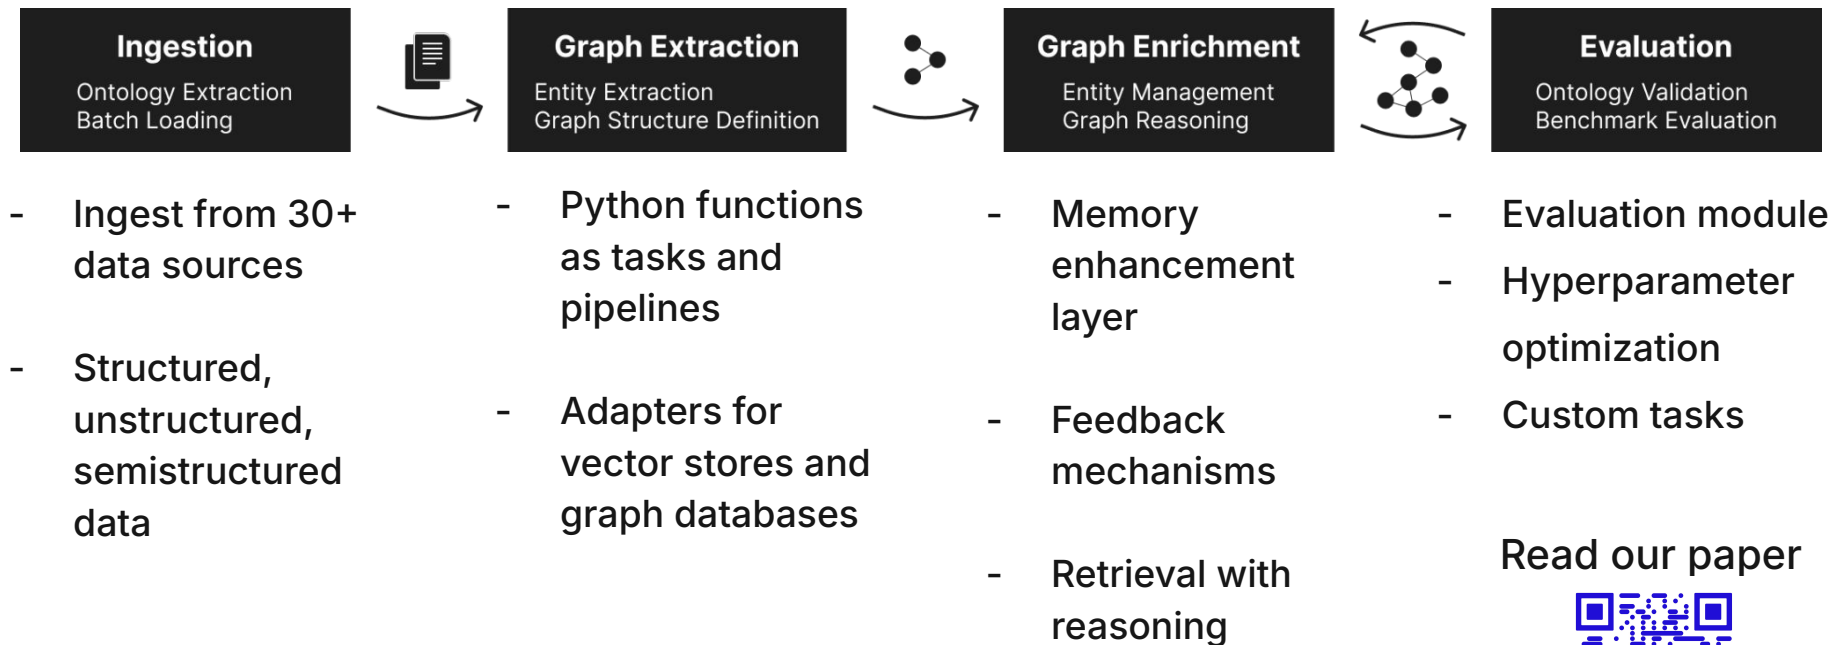 Ingestion
Ontology Extraction
Batch Loading
Graph Extraction
Entity Extraction
Graph Structure Definition
Graph Enrichment
Entity Management
Graph Reasoning
Evaluation
Ontology Validation
Benchmark Evaluation
- Ingest from 30+
data sources
- Structured,
unstructured,
semistructured
data
- Python functions
as tasks and
pipelines
- Adapters for
vector stores and
graph databases
- Memory
enhancement
layer
- Feedback
mechanisms
- Retrieval with
reasoning
- Evaluation module
- Hyperparameter
optimization
- Custom tasks
Read our paper